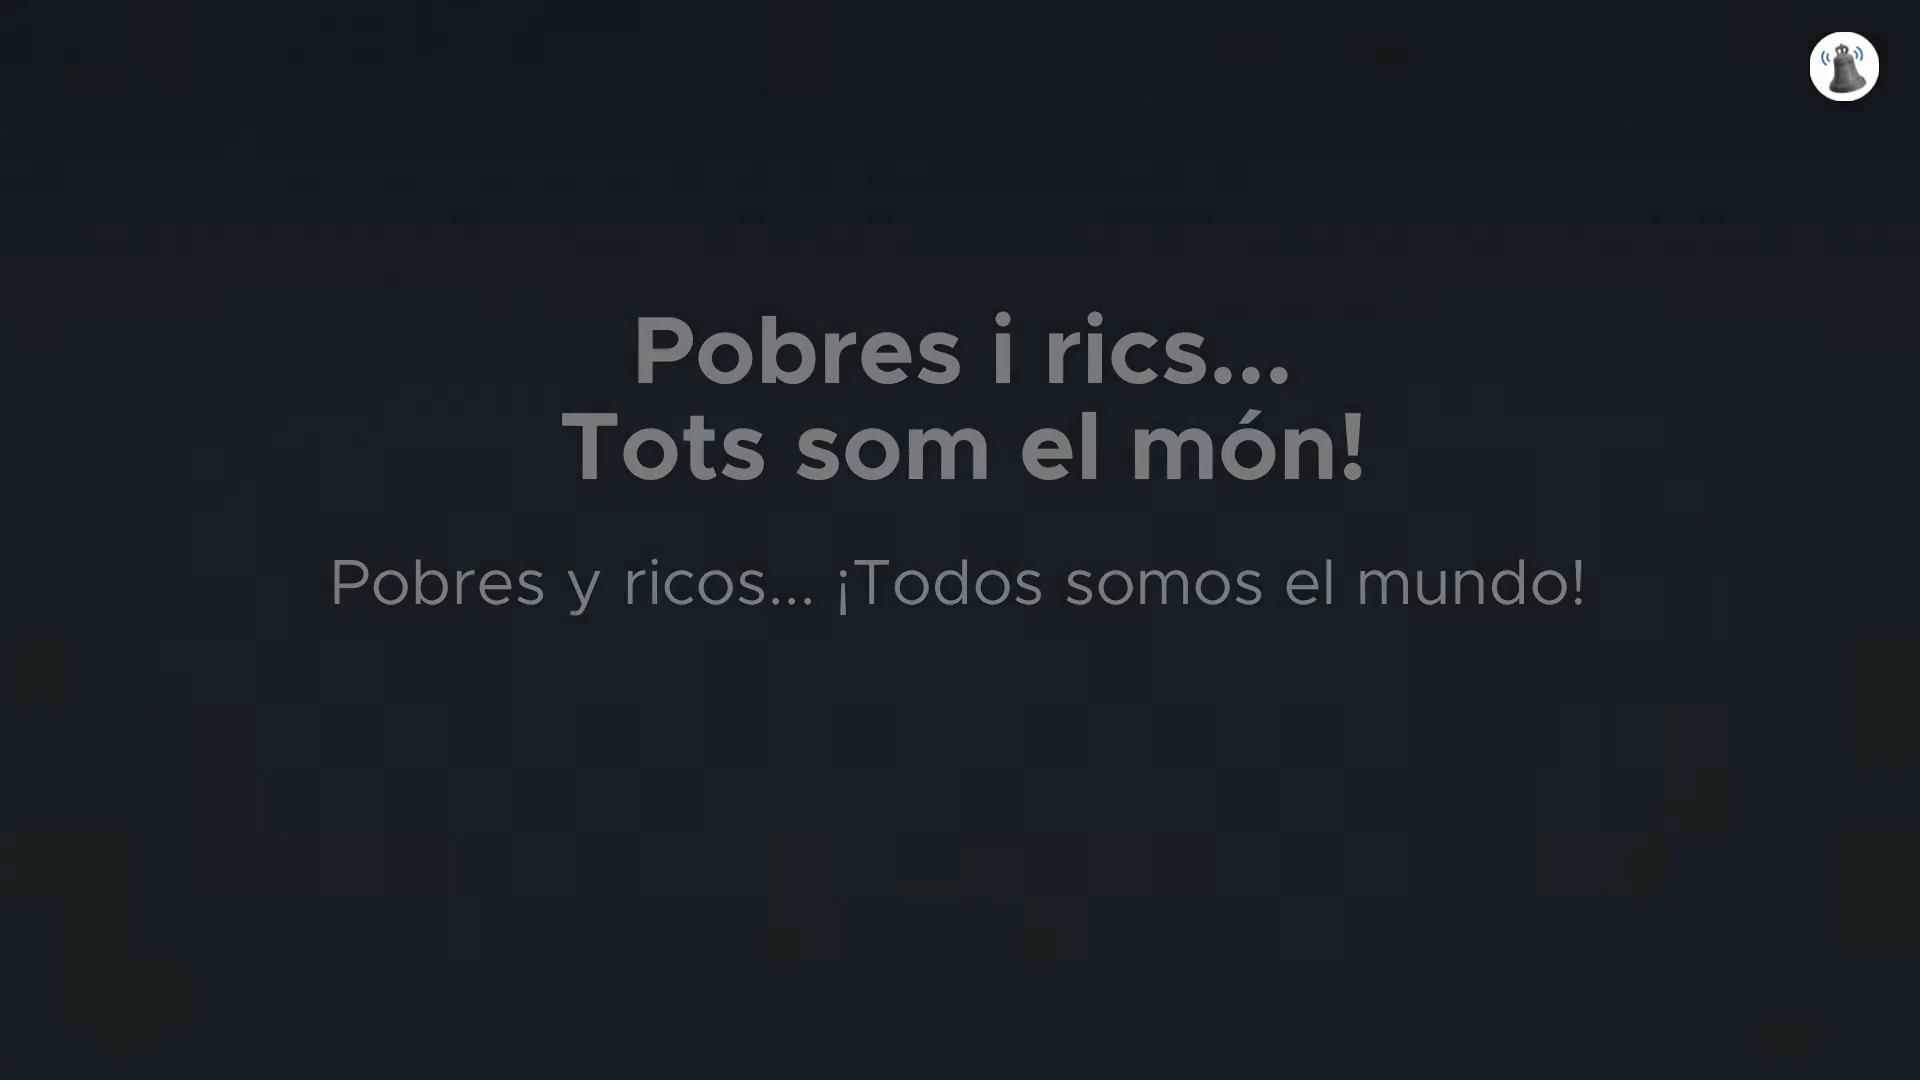 Pobres i rics...
Tots som el món!
Pobres y ricos... ¡Todos somos el mundo!